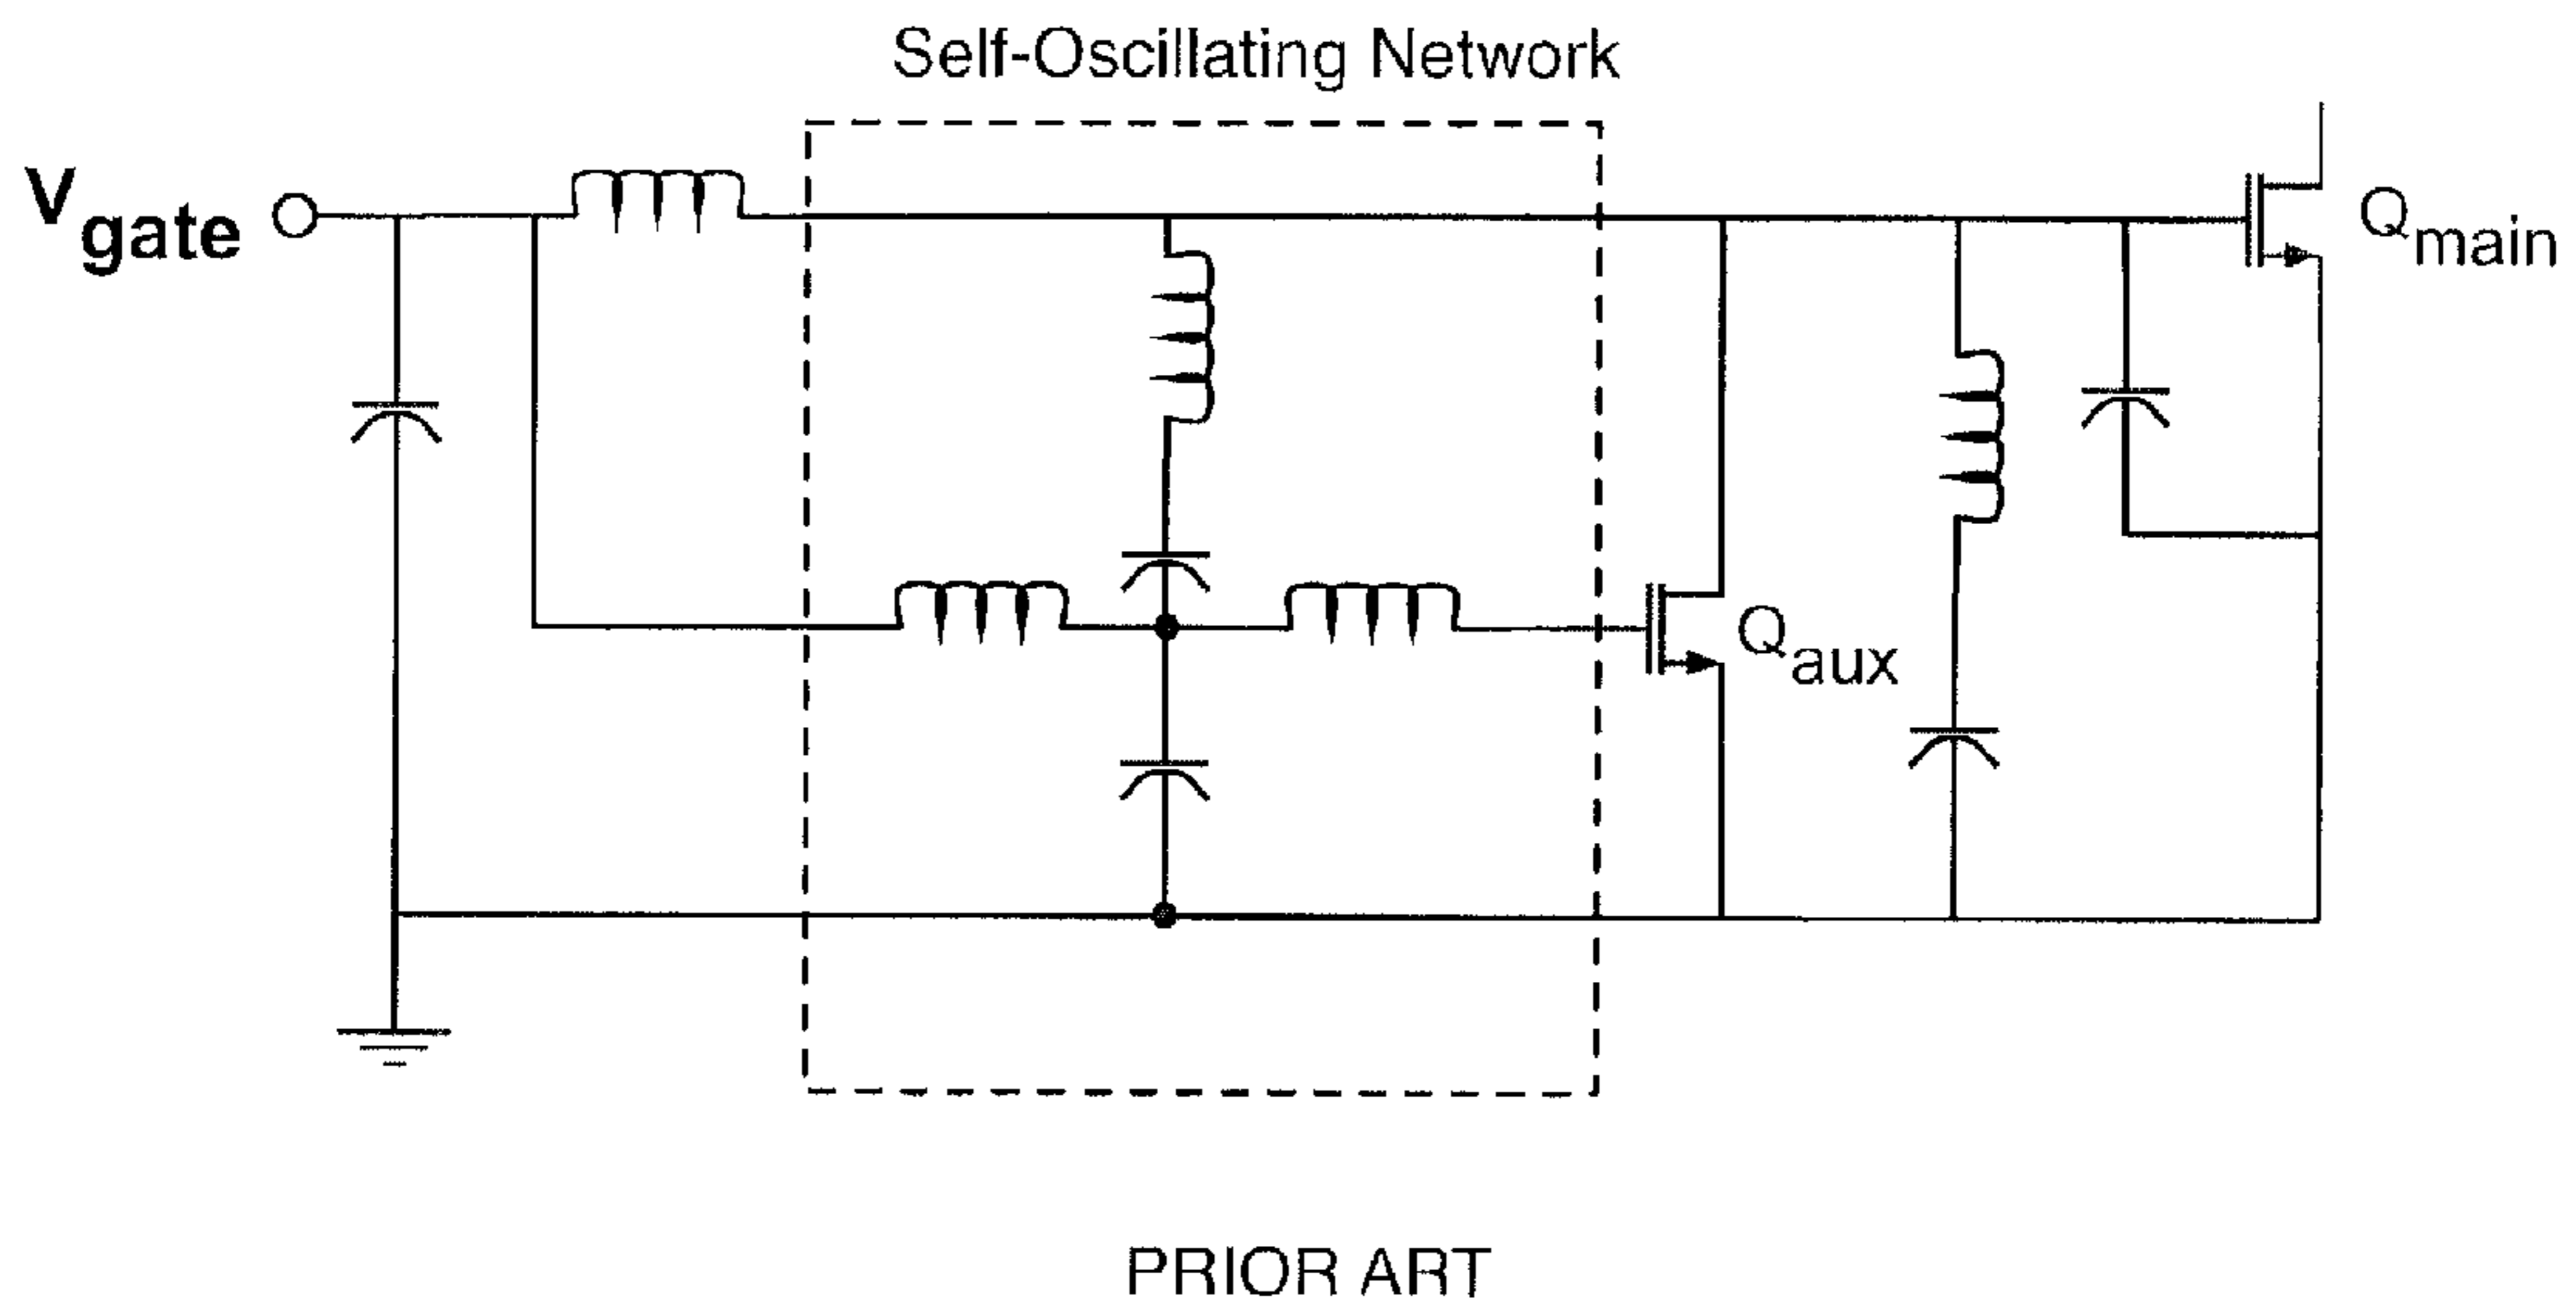 Self-Oscillating Network
Vgate
Qmain
Qaux
PRIOR ART